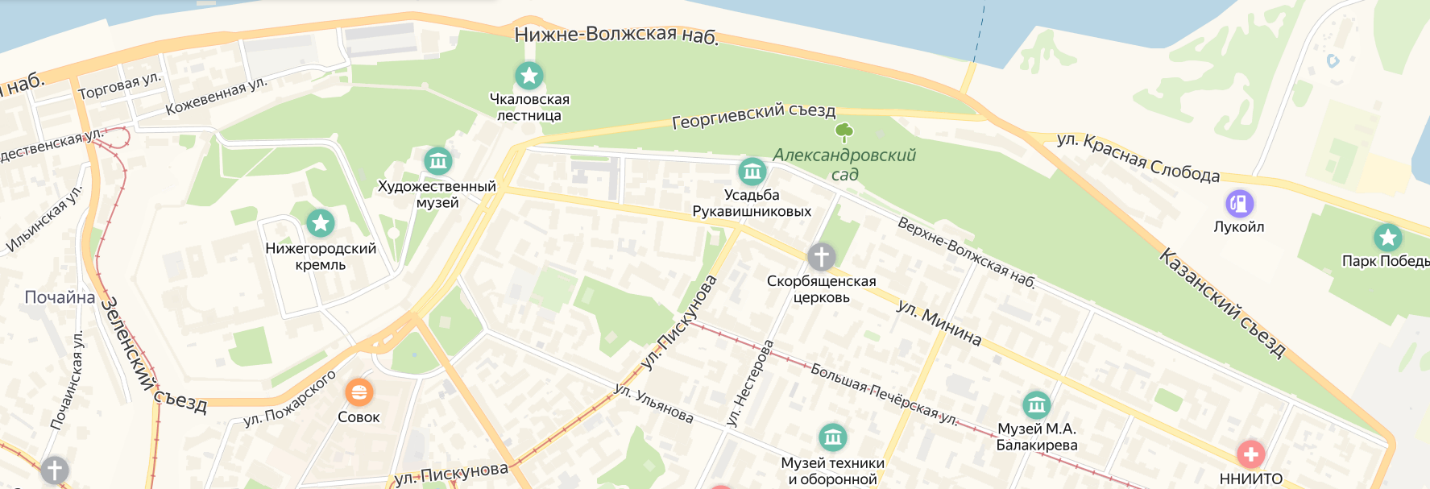 Нижне-Волжская наб.
я наб.
Торговая ул.
Кожевенная ул.
Чкаловская
лестница
Георгиевский съезд
дественская ул.
ул. Красная Слобода
Александровский
сад
Художественный
музей
Усадьба
Рукавишниковых
Ильинская ул.
Лукойл
Нижегородский
кремль
Верхне-Волжская наб.
Парк Победы
Скорбященская
церковь
Казанский съезд
Почайна
Зеленский съезд
ул. Минина
ул. Пискунова
Почаинская ул.
ул. Нестерова
Большая Печёрская ул.
ул. Пожарского
ул. Ульянова
Совок
Музей М.А.
Балакирева
Музей техники
и оборонной
ул. Пискунова
ННИИТО